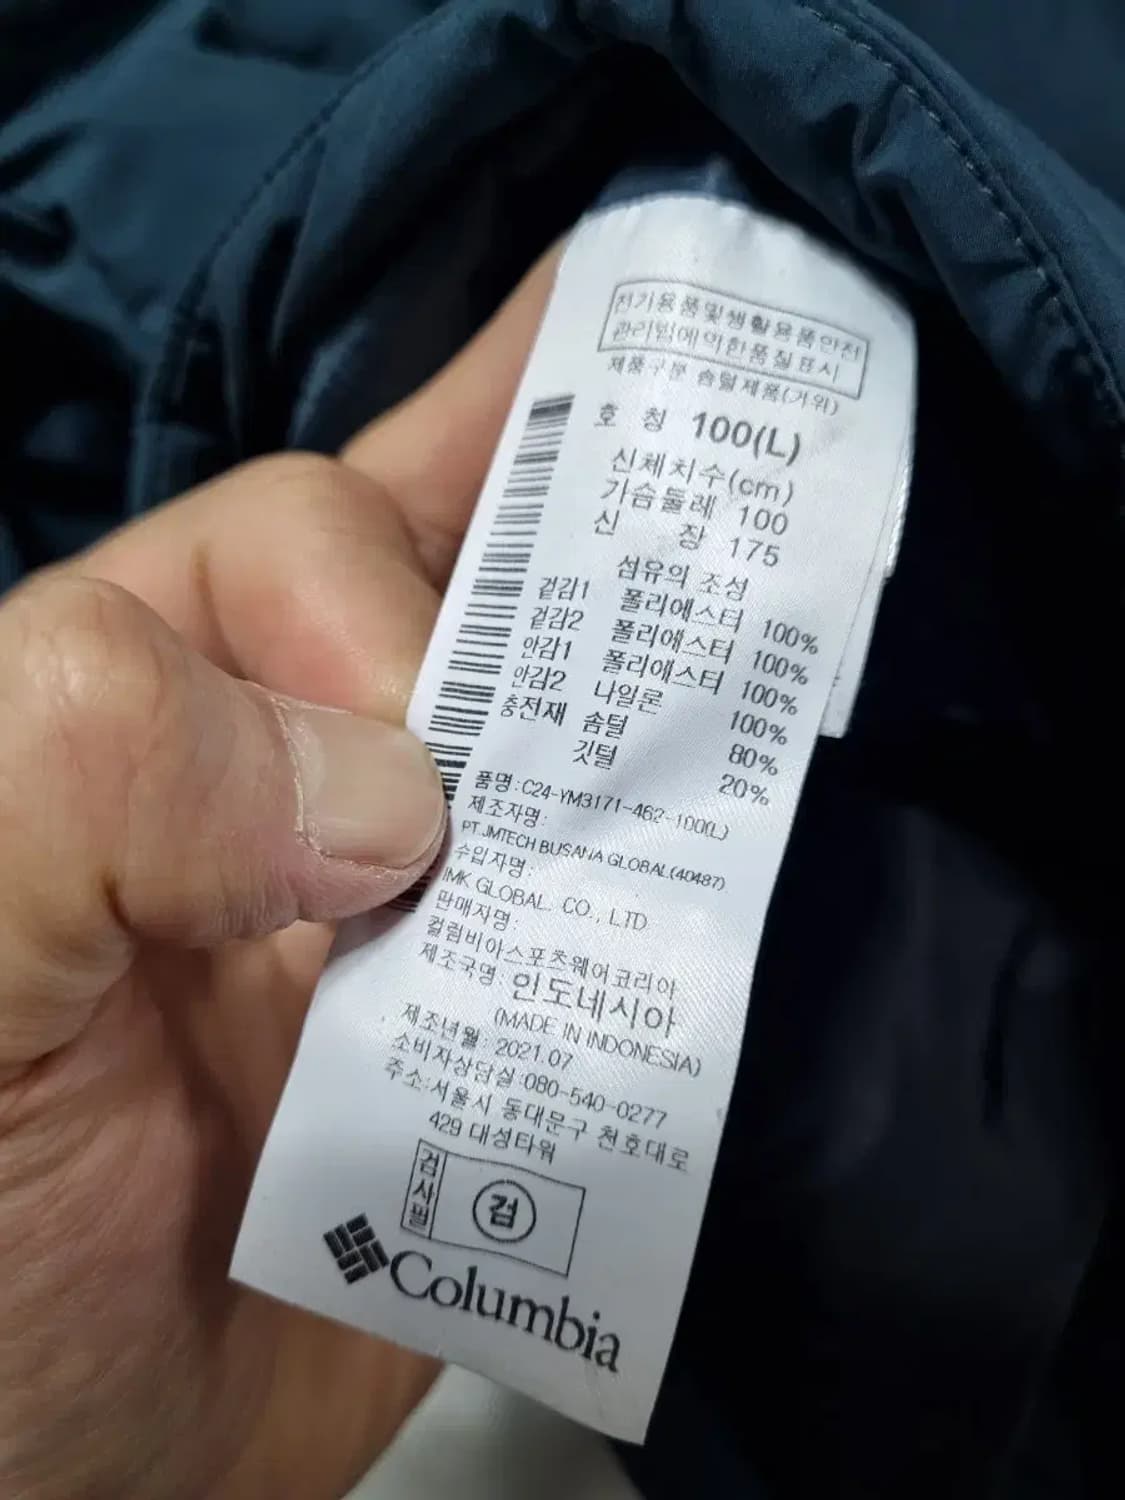 전기용품및생활용품안전
관리법에의한품질표시
제품구분 솜털제품(거위)
호 칭 100(L)
신체치수(cm)
가슴둘레 100
신 장 175
섬유의 조성
겉감1 폴리에스터 100%
겉감2 폴리에스터 100%
안감1 폴리에스터 100%
안감2 나일론 100%
충전재 솜털 80%
깃털 20%
품명:C24-YM3171-462-100(L)
제조자명:
PT.JMTECH BUSANA GLOBAL(40487)
수입자명:
IMK GLOBAL. CO., LTD
판매자명:
컬럼비아스포츠웨어코리아
제조국명: 인도네시아
(MADE IN INDONESIA)
제조년월: 2021.07
소비자상담실:080-540-0277
주소:서울시 동대문구 천호대로
429 대성타워
검사필 검
Columbia